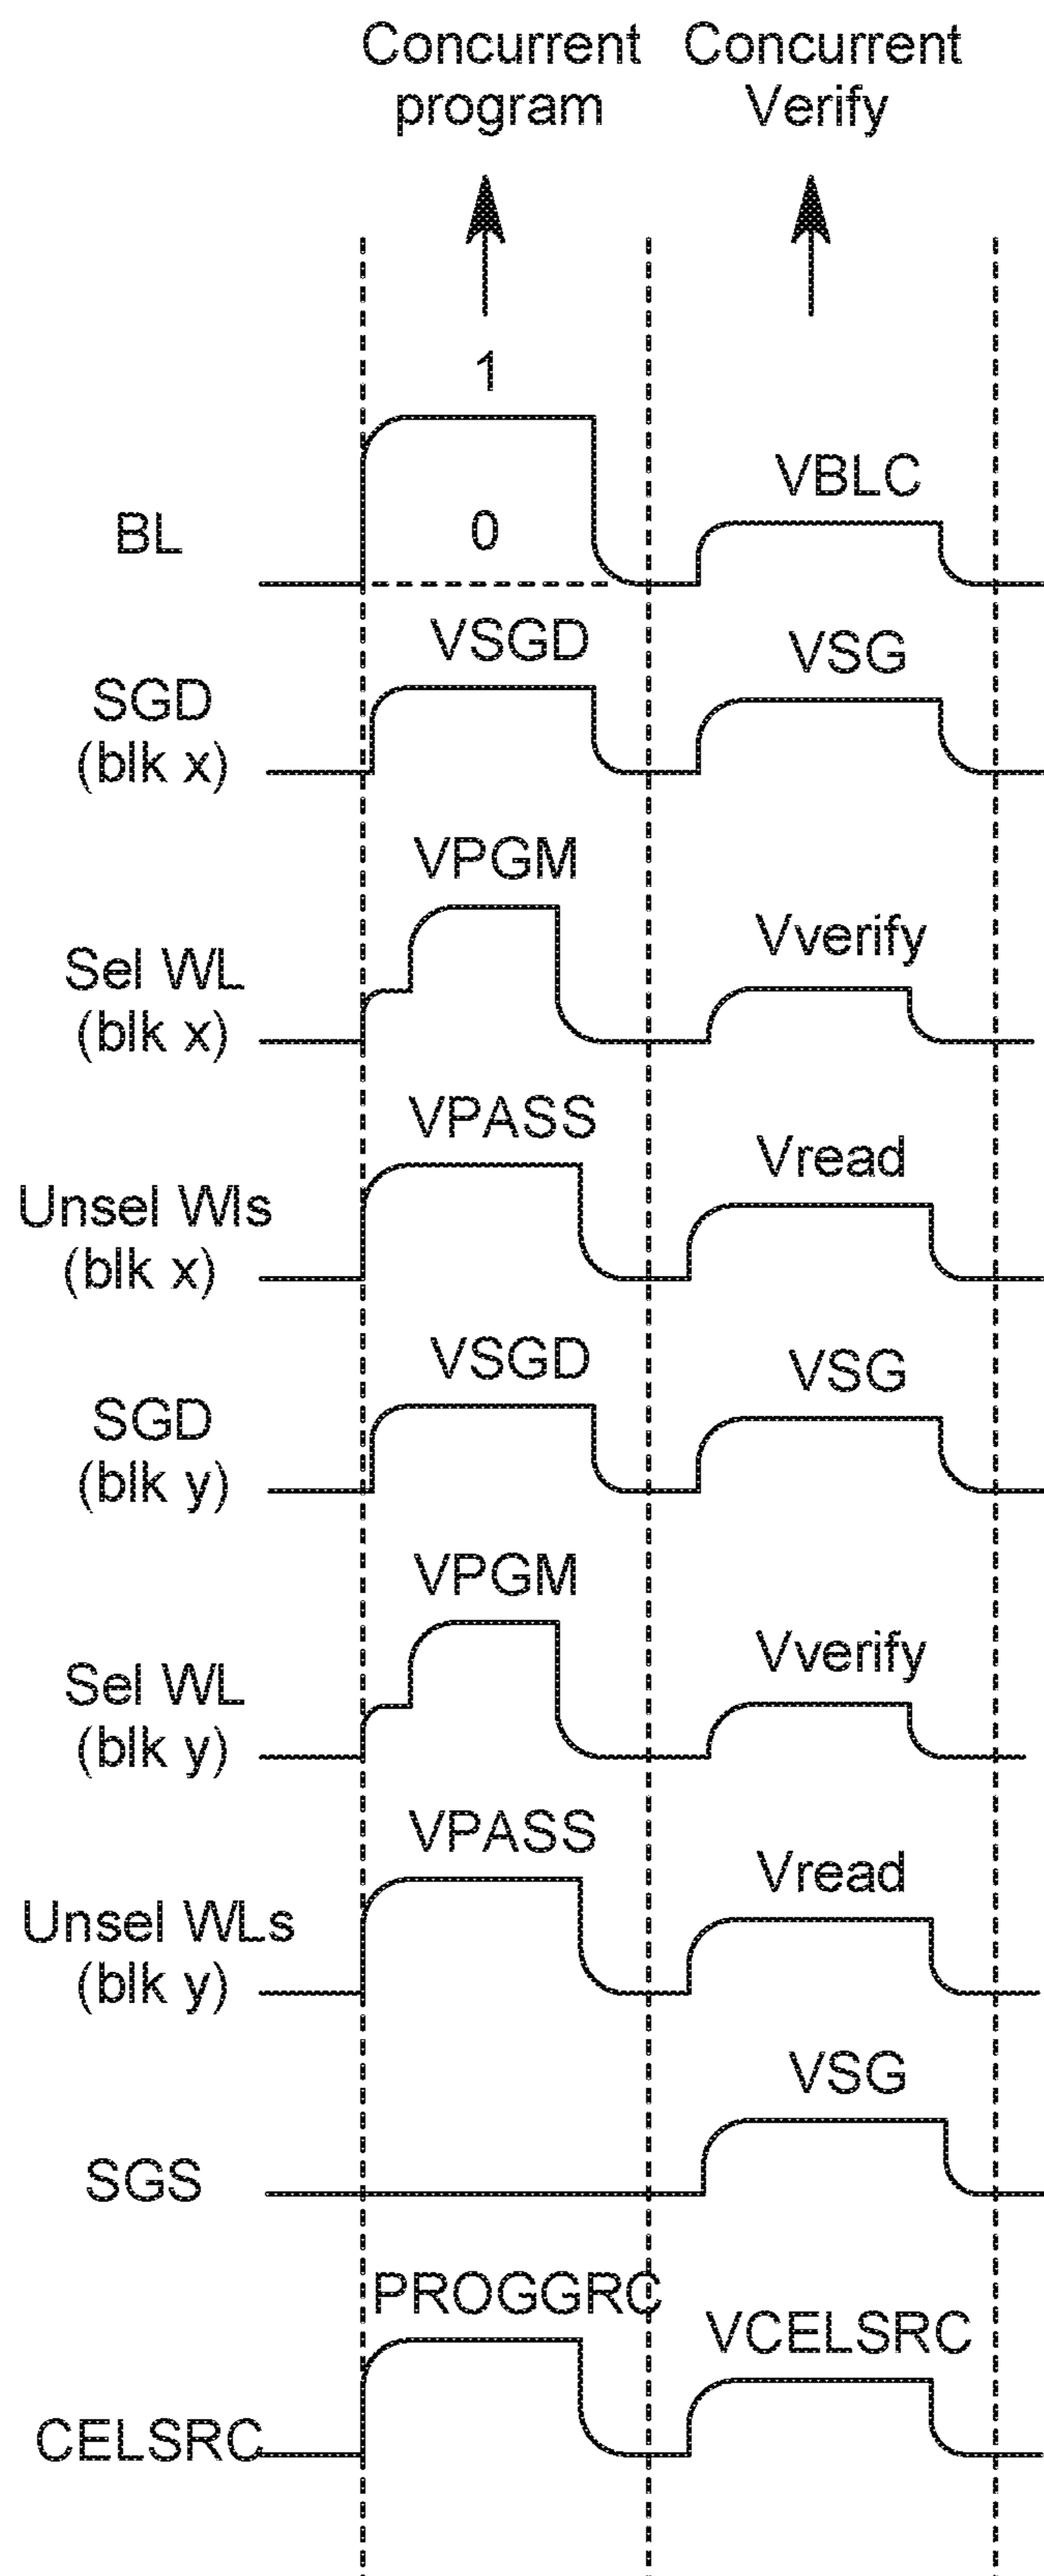 Concurrent Concurrent
program Verify
1
VBLC
BL
0
VSGD
VSG
SGD
(blk x)
VPGM
Vverify
Sel WL
(blk x)
VPASS
Vread
Unsel Wls
(blk x)
VSGD
VSG
SGD
(blk y)
VPGM
Vverify
Sel WL
(blk y)
VPASS
Vread
Unsel WLs
(blk y)
VSG
SGS
PROGGRC
VCELSRC
CELSRC